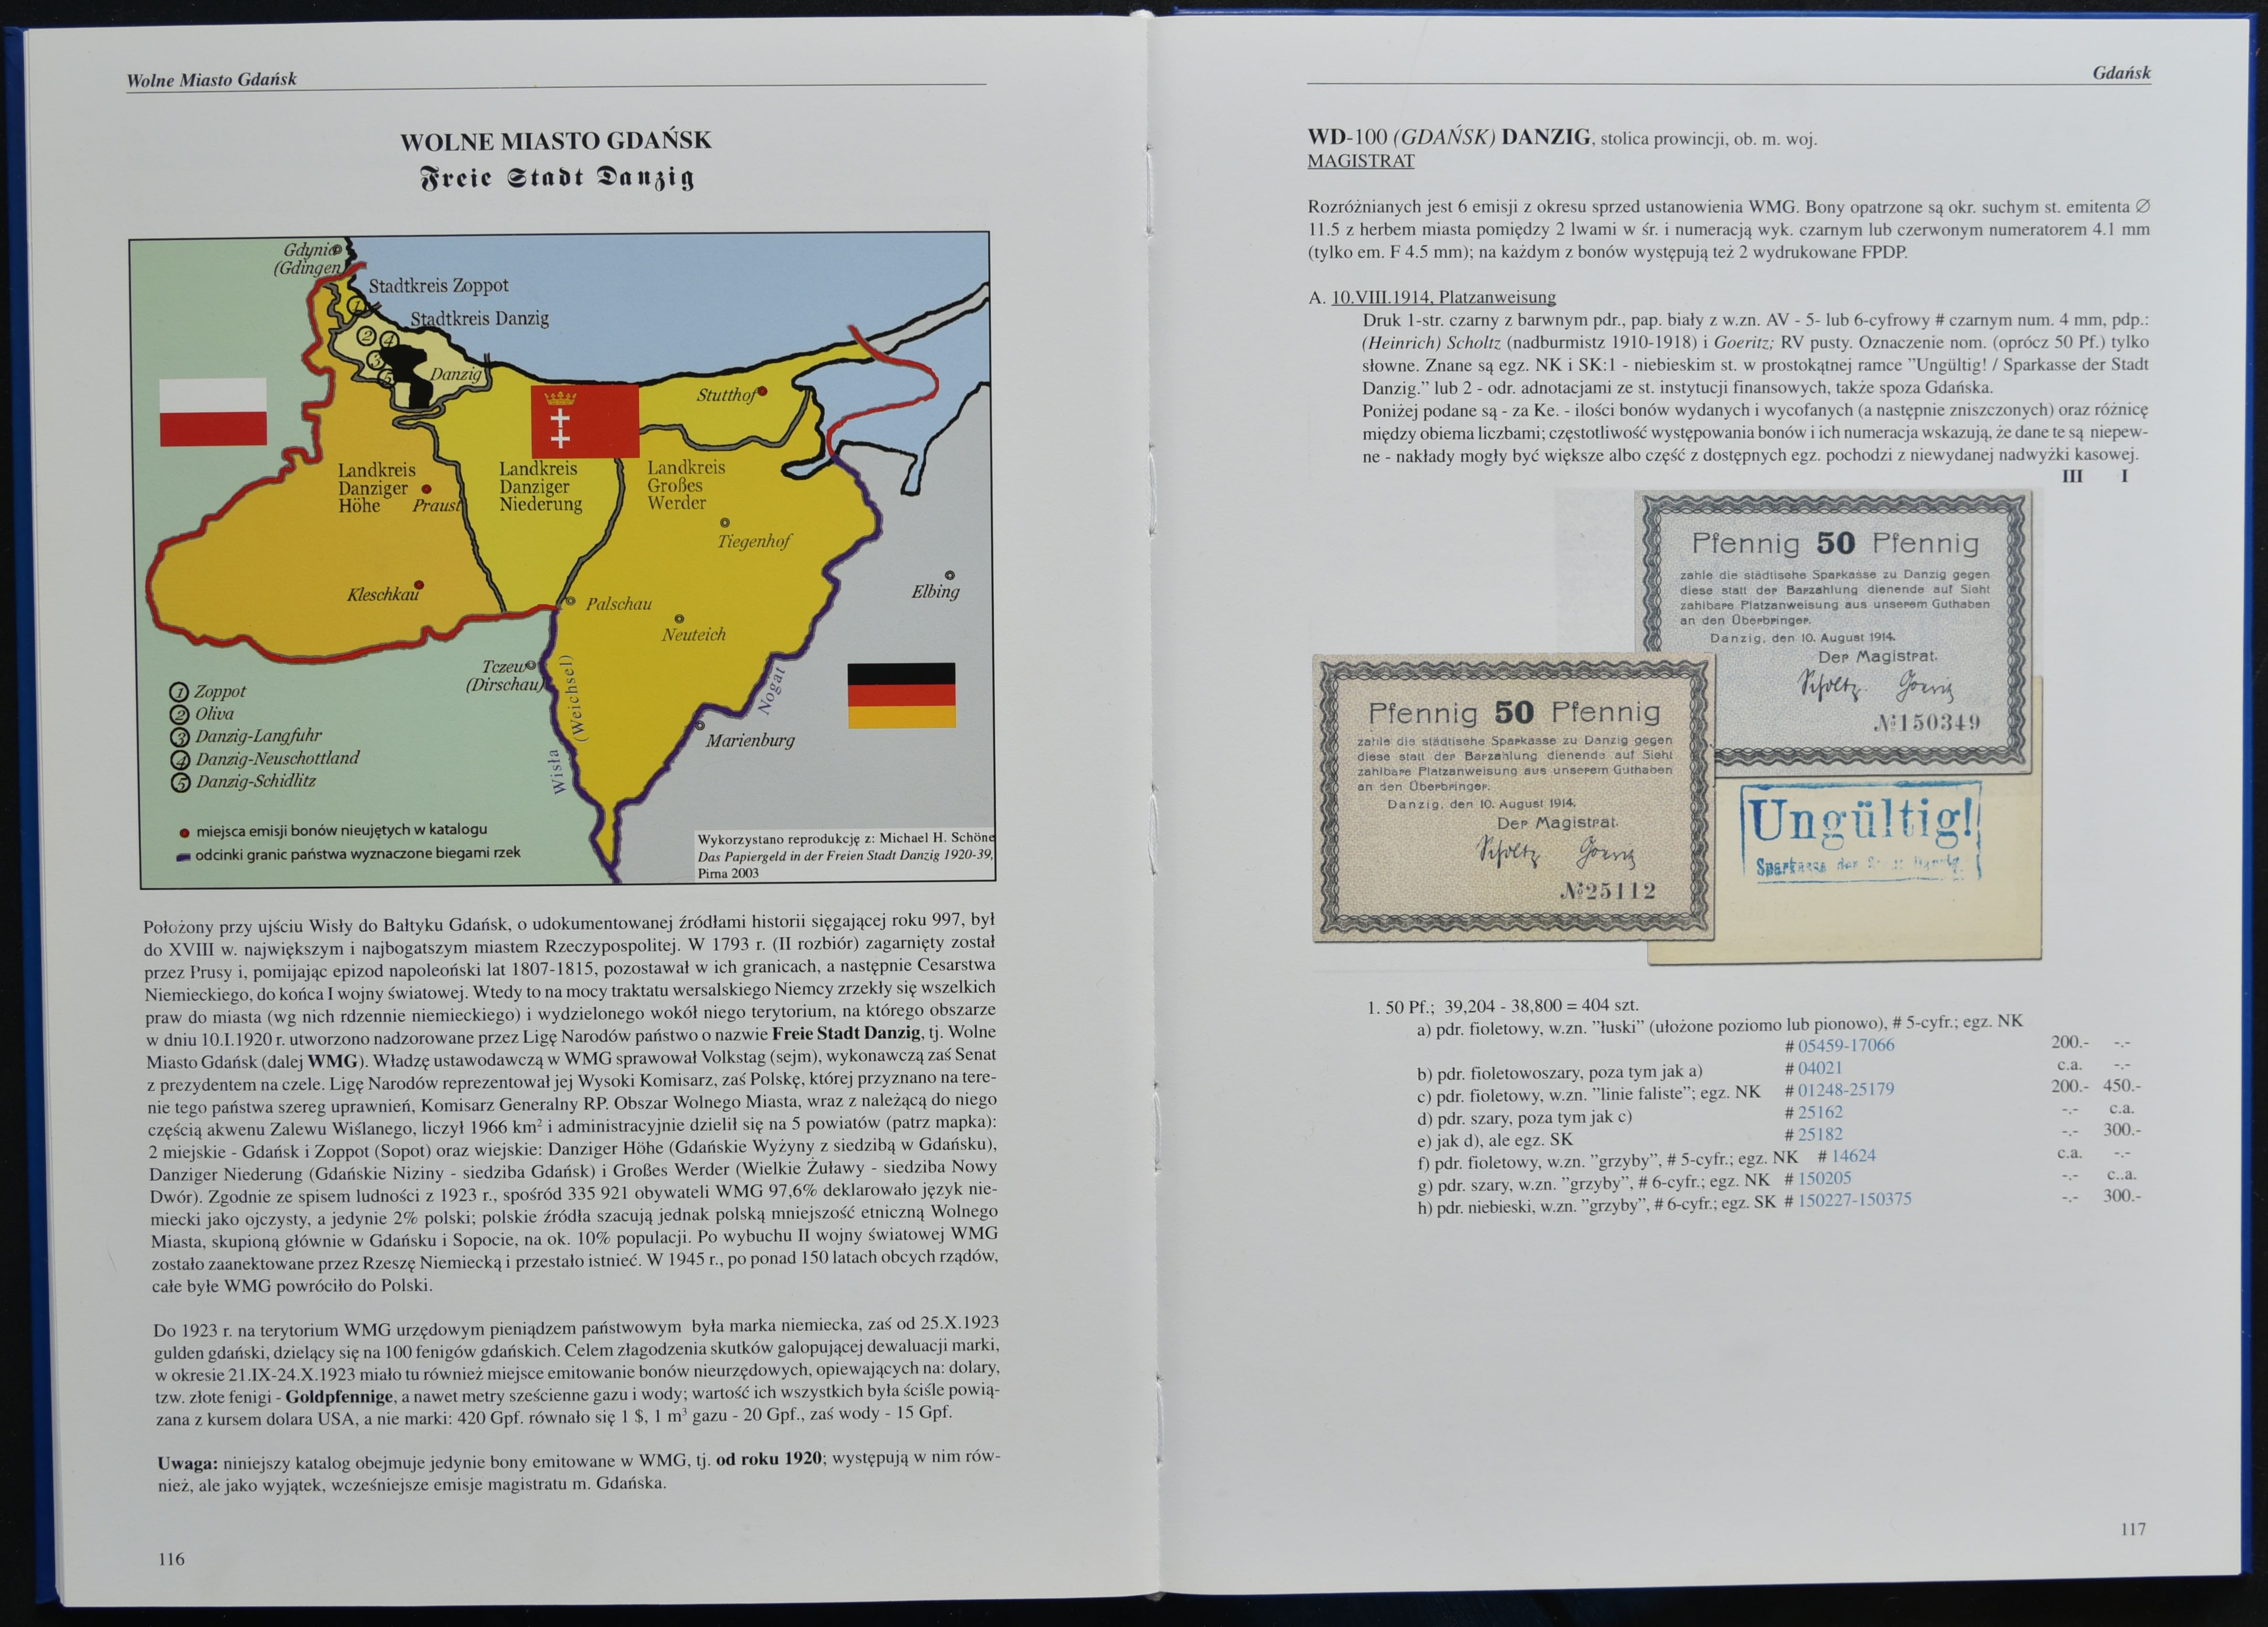 Wolne Miasto Gdańsk
WOLNE MIASTO GDAŃSK
Freie Stadt Danzig
Gdynia
(Gdingen)
Stadtkreis Zoppot
Stadtkreis Danzig
1
2
4
3
5
Danzig
Stutthof
Landkreis
Danziger
Höhe
Praust
Landkreis
Danziger
Niederung
Landkreis
Großes
Werder
Tiegenhof
Kleschkau
Palschau
Elbing
Neuteich
Tczew
(Dirschau)
Wisła
(Weichsel)
Nogat
Marienburg
1 Zoppot
2 Oliva
3 Danzig-Langfuhr
4 Danzig-Neuschottland
5 Danzig-Schidlitz
miejsca emisji bonów nieujętych w katalogu
odcinki granic państwa wyznaczone biegami rzek
Wykorzystano reprodukcję z: Michael H. Schöne
Das Papiergeld in der Freien Stadt Danzig 1920-39,
Pirna 2003
Położony przy ujściu Wisły do Bałtyku Gdańsk, o udokumentowanej źródłami historii sięgającej roku 997, był
do XVIII w. największym i najbogatszym miastem Rzeczypospolitej. W 1793 r. (II rozbiór) zagarnięty został
przez Prusy i, pomijając epizod napoleoński lat 1807-1815, pozostawał w ich granicach, a następnie Cesarstwa
Niemieckiego, do końca I wojny światowej. Wtedy to na mocy traktatu wersalskiego Niemcy zrzekły się wszelkich
praw do miasta (wg nich rdzennie niemieckiego) i wydzielonego wokół niego terytorium, na którego obszarze
w dniu 10.I.1920 r. utworzono nadzorowane przez Ligę Narodów państwo o nazwie Freie Stadt Danzig, tj. Wolne
Miasto Gdańsk (dalej WMG). Władzę ustawodawczą w WMG sprawował Volkstag (sejm), wykonawczą zaś Senat
z prezydentem na czele. Ligę Narodów reprezentował jej Wysoki Komisarz, zaś Polskę, której przyznano na tere-
nie tego państwa szereg uprawnień, Komisarz Generalny RP. Obszar Wolnego Miasta, wraz z należącą do niego
częścią akwenu Zalewu Wiślanego, liczył 1966 km² i administracyjnie dzielił się na 5 powiatów (patrz mapka):
2 miejskie - Gdańsk i Zoppot (Sopot) oraz wiejskie: Danziger Höhe (Gdańskie Wyżyny z siedzibą w Gdańsku),
Danziger Niederung (Gdańskie Niziny - siedziba Gdańsk) i Großes Werder (Wielkie Żuławy - siedziba Nowy
Dwór). Zgodnie ze spisem ludności z 1923 r., spośród 335 921 obywateli WMG 97,6% deklarowało język nie-
miecki jako ojczysty, a jedynie 2% polski; polskie źródła szacują jednak polską mniejszość etniczną Wolnego
Miasta, skupioną głównie w Gdańsku i Sopocie, na ok. 10% populacji. Po wybuchu II wojny światowej WMG
zostało zaanektowane przez Rzeszę Niemiecką i przestało istnieć. W 1945 r., po ponad 150 latach obcych rządów,
całe byłe WMG powróciło do Polski.
Do 1923 r. na terytorium WMG urzędowym pieniądzem państwowym była marka niemiecka, zaś od 25.X.1923
gulden gdański, dzielący się na 100 fenigów gdańskich. Celem złagodzenia skutków galopującej dewaluacji marki,
w okresie 21.IX-24.X.1923 miało tu również miejsce emitowanie bonów nieurzędowych, opiewających na: dolary,
tzw. złote fenigi - Goldpfennige, a nawet metry sześcienne gazu i wody; wartość ich wszystkich była ściśle powią-
zana z kursem dolara USA, a nie marki: 420 Gpf. równało się 1 $, 1 m³ gazu - 20 Gpf., zaś wody - 15 Gpf.
Uwaga: niniejszy katalog obejmuje jedynie bony emitowane w WMG, tj. od roku 1920; występują w nim rów-
nież, ale jako wyjątek, wcześniejsze emisje magistratu m. Gdańska.
116
Gdańsk
WD-100 (GDAŃSK) DANZIG, stolica prowincji, ob. m. woj.
MAGISTRAT
Rozróżnianych jest 6 emisji z okresu sprzed ustanowienia WMG. Bony opatrzone są okr. suchym st. emitenta ∅
11.5 z herbem miasta pomiędzy 2 lwami w śr. i numeracją wyk. czarnym lub czerwonym numeratorem 4.1 mm
(tylko em. F 4.5 mm); na każdym z bonów występują też 2 wydrukowane FPDP.
A. 10.VIII.1914, Platzanweisung
Druk 1-str. czarny z barwnym pdr., pap. biały z w.zn. AV - 5- lub 6-cyfrowy # czarnym num. 4 mm, pdp.:
(Heinrich) Scholtz (nadburmistz 1910-1918) i Goeritz; RV pusty. Oznaczenie nom. (oprócz 50 Pf.) tylko
słowne. Znane są egz. NK i SK:1 - niebieskim st. w prostokątnej ramce ”Ungültig! / Sparkasse der Stadt
Danzig.” lub 2 - odr. adnotacjami ze st. instytucji finansowych, także spoza Gdańska.
Poniżej podane są - za Ke. - ilości bonów wydanych i wycofanych (a następnie zniszczonych) oraz różnicę
między obiema liczbami; częstotliwość występowania bonów i ich numeracja wskazują, że dane te są niepew-
ne - nakłady mogły być większe albo część z dostępnych egz. pochodzi z niewydanej nadwyżki kasowej.
III I
Pfennig 50 Pfennig
zahle die städtische Sparkasse zu Danzig gegen
diese statt der Barzahlung dienende auf Sicht
zahlbare Platzanweisung aus unserem Guthaben
an den Überbringer.
Danzig, den 10. August 1914.
Der Magistrat.
Scholtz Goeritz
№150349
Pfennig 50 Pfennig
zahle die städtische Sparkasse zu Danzig gegen
diese statt der Barzahlung dienende auf Sicht
zahlbare Platzanweisung aus unserem Guthaben
an den Überbringer.
Danzig, den 10. August 1914.
Der Magistrat.
Scholtz Goeritz
№25112
Ungültig!
Sparkasse der Stadt Danzig.
1. 50 Pf.; 39,204 - 38,800 = 404 szt.
a) pdr. fioletowy, w.zn. ”łuski” (ułożone poziomo lub pionowo), # 5-cyfr.; egz. NK
# 05459-17066 200.- -.-
b) pdr. fioletowoszary, poza tym jak a) # 04021 c.a. -.-
c) pdr. fioletowy, w.zn. ”linie faliste”; egz. NK # 01248-25179 200.- 450.-
d) pdr. szary, poza tym jak c) # 25162 -.- c.a.
e) jak d), ale egz. SK # 25182 -.- 300.-
f) pdr. fioletowy, w.zn. ”grzyby”, # 5-cyfr.; egz. NK # 14624 c.a. -.-
g) pdr. szary, w.zn. ”grzyby”, # 6-cyfr.; egz. NK # 150205 -.- c..a.
h) pdr. niebieski, w.zn. ”grzyby”, # 6-cyfr.; egz. SK # 150227-150375 -.- 300.-
117